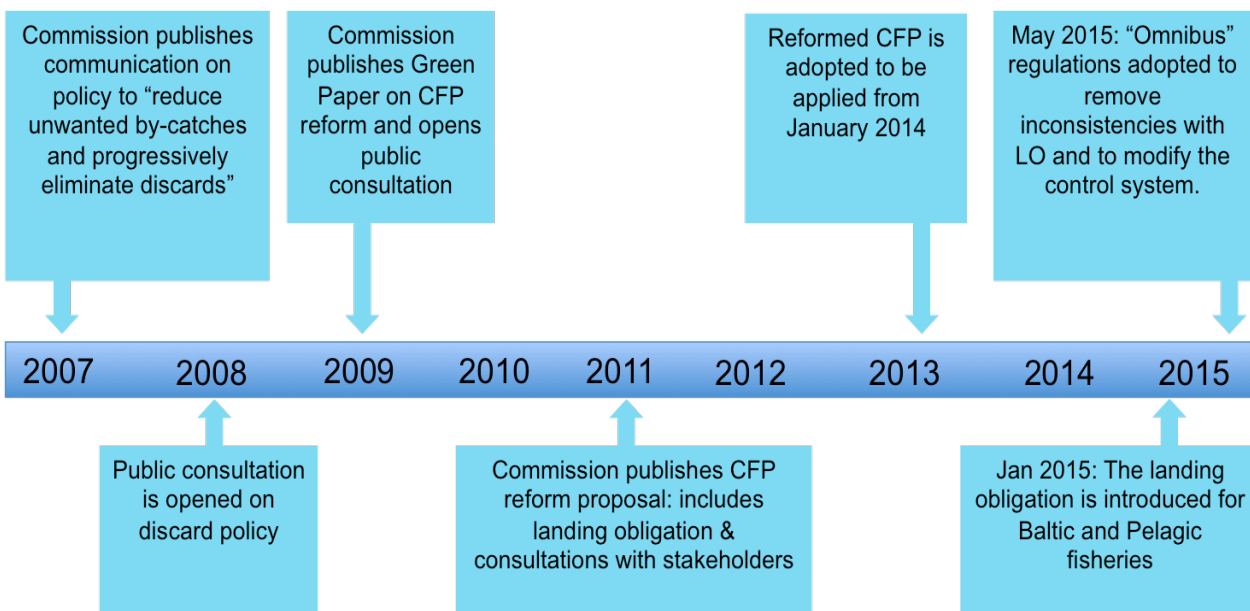 Commission publishes
communication on
policy to “reduce
unwanted by-catches
and progressively
eliminate discards”
Commission
publishes Green
Paper on CFP
reform and opens
public
consultation
Reformed CFP is
adopted to be
applied from
January 2014
May 2015: “Omnibus”
regulations adopted to
remove
inconsistencies with
LO and to modify the
control system.
2007
2008
2009
2010
2011
2012
2013
2014
2015
Public consultation
is opened on
discard policy
Commission publishes CFP
reform proposal: includes
landing obligation &
consultations with stakeholders
Jan 2015: The landing
obligation is introduced for
Baltic and Pelagic
fisheries